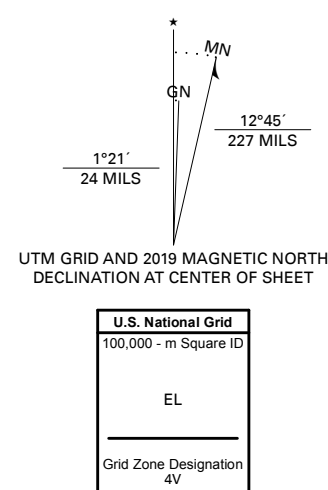 MN
GN
12°45´
227 MILS
1°21´
24 MILS
UTM GRID AND 2019 MAGNETIC NORTH
DECLINATION AT CENTER OF SHEET
U.S. National Grid
100,000 - m Square ID
EL
Grid Zone Designation
4V